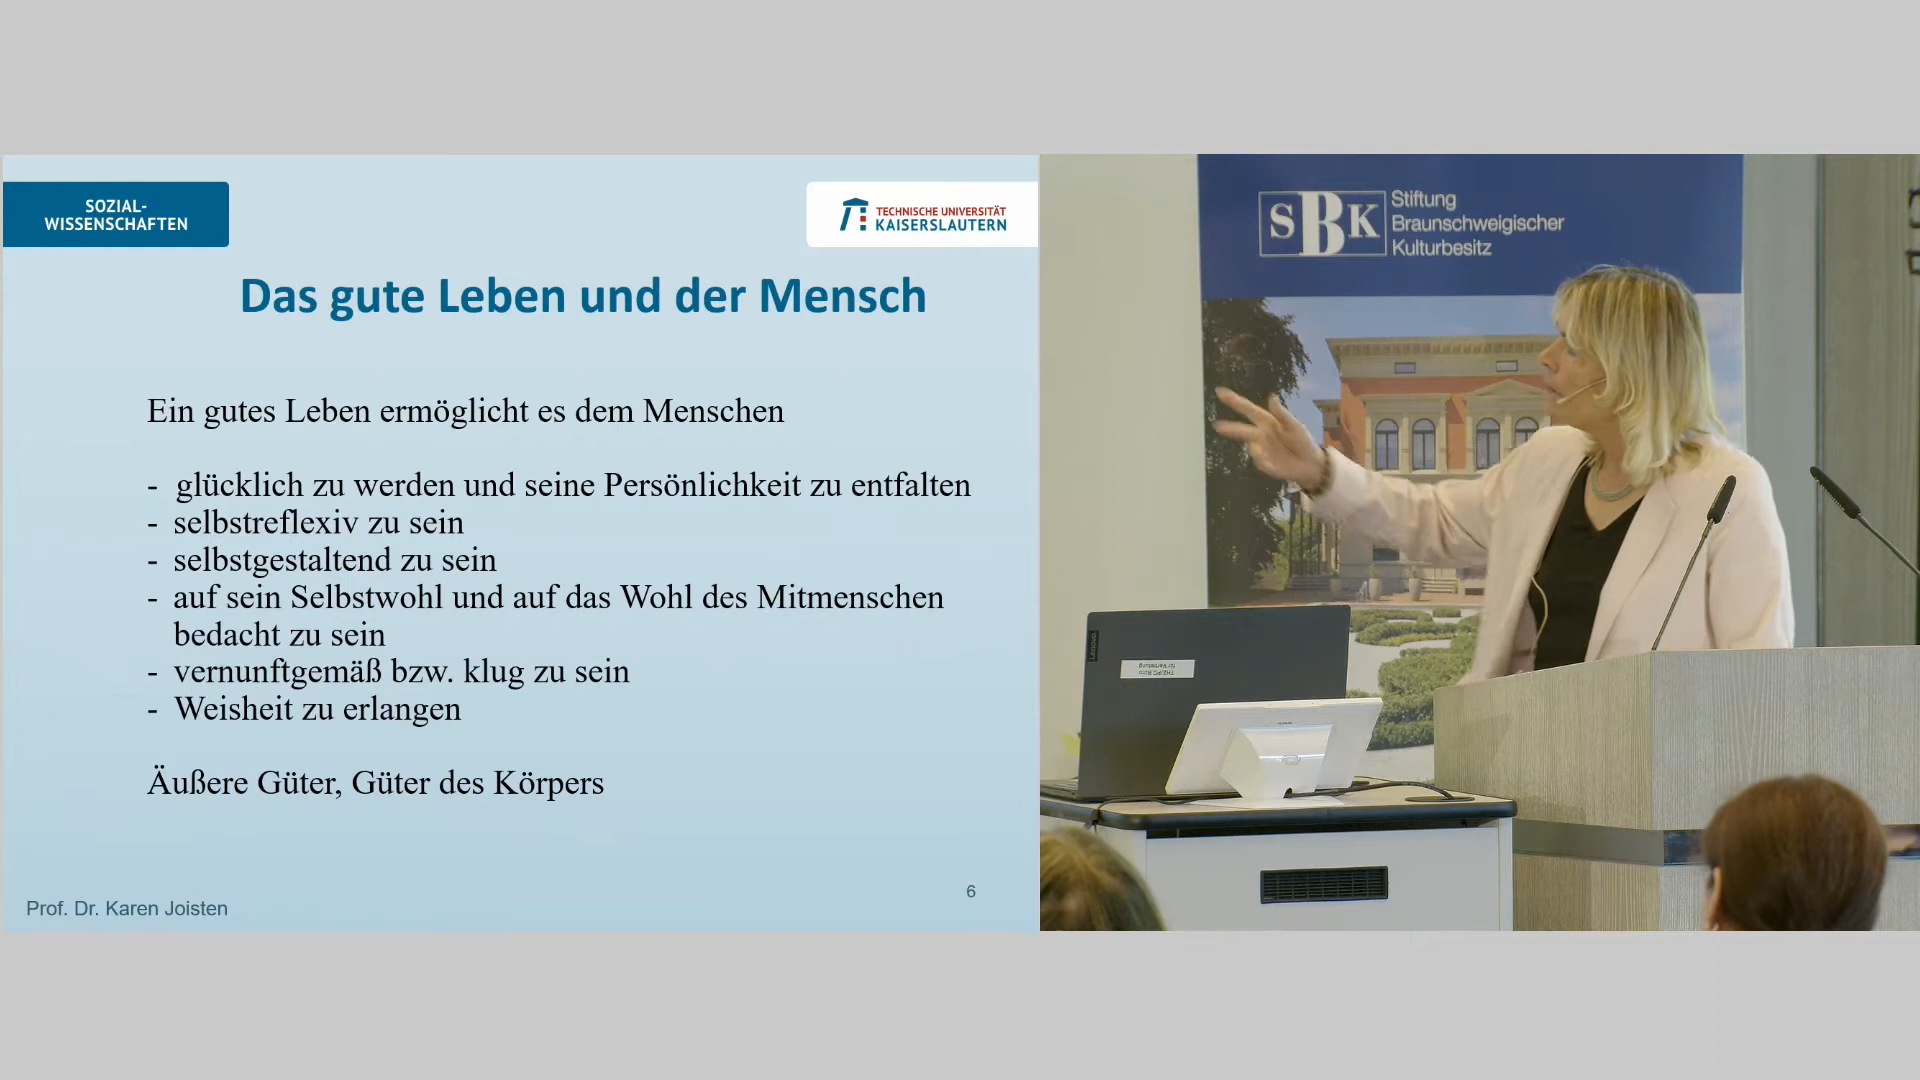 SOZIAL-
WISSENSCHAFTEN
TECHNISCHE UNIVERSITÄT
KAISERSLAUTERN
Das gute Leben und der Mensch
Ein gutes Leben ermöglicht es dem Menschen
- glücklich zu werden und seine Persönlichkeit zu entfalten
- selbstreflexiv zu sein
- selbstgestaltend zu sein
- auf sein Selbstwohl und auf das Wohl des Mitmenschen
bedacht zu sein
- vernunftgemäß bzw. klug zu sein
- Weisheit zu erlangen
Äußere Güter, Güter des Körpers
Prof. Dr. Karen Joisten
6
SBK
Stiftung
Braunschweigischer
Kulturbesitz